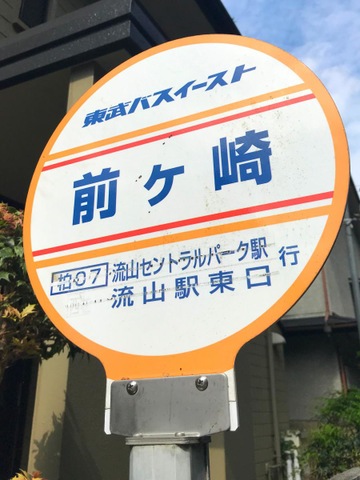 東武バスイースト
前ヶ崎
柏07 流山セントラルパーク駅
流山駅東口 行